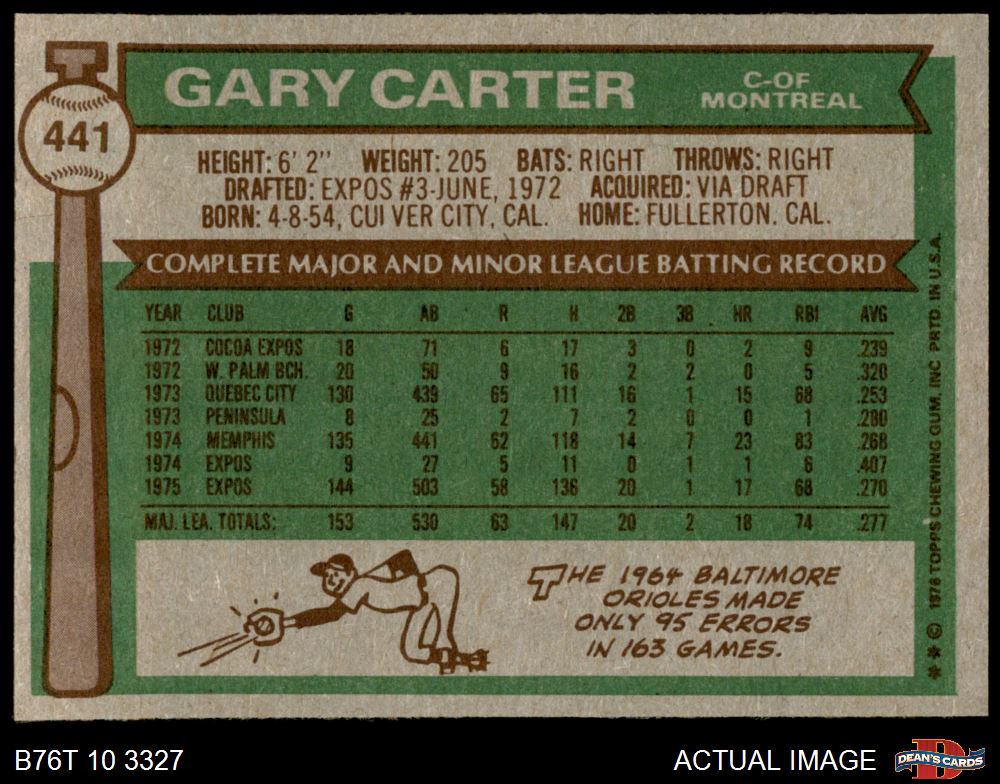 441
GARY CARTER
C-OF
MONTREAL
HEIGHT: 6' 2" WEIGHT: 205 BATS: RIGHT THROWS: RIGHT
DRAFTED: EXPOS #3-JUNE, 1972 ACQUIRED: VIA DRAFT
BORN: 4-8-54, CUI VER CITY, CAL. HOME: FULLERTON. CAL.
COMPLETE MAJOR AND MINOR LEAGUE BATTING RECORD
YEAR CLUB G AB R H 2B 3B HR RBI AVG
1972 COCOA EXPOS 18 71 6 17 3 0 2 9 .239
1972 W. PALM BCH. 20 50 9 16 2 2 0 5 .320
1973 QUEBEC CITY 130 439 65 111 16 1 15 68 .253
1973 PENINSULA 8 25 2 7 2 0 0 1 .280
1974 MEMPHIS 135 441 62 118 14 7 23 83 .268
1974 EXPOS 9 27 5 11 0 1 1 6 .407
1975 EXPOS 144 503 58 136 20 1 17 68 .270
MAJ. LEA. TOTALS: 153 530 63 147 20 2 18 74 .277
THE 1964 BALTIMORE
ORIOLES MADE
ONLY 95 ERRORS
IN 163 GAMES.
** © 1976 TOPPS CHEWING GUM, INC. PRTD. IN U.S.A.
B76T 10 3327
ACTUAL IMAGE
D
DEAN'S CARDS